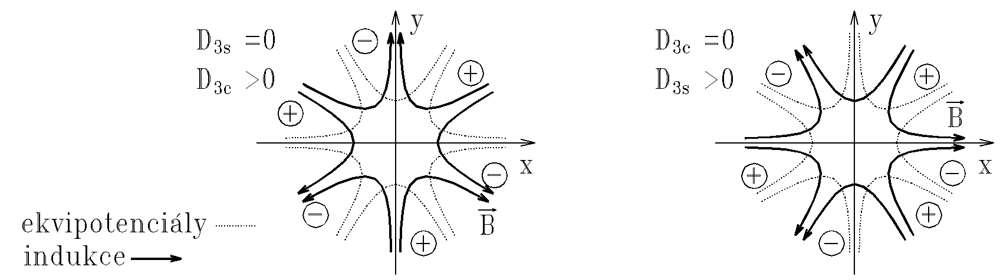 D3s =0
D3c >0
y
x
B
+
−
+
−
−
+
ekvipotenciály
indukce
D3c =0
D3s >0
y
x
B
−
+
+
−
−
+